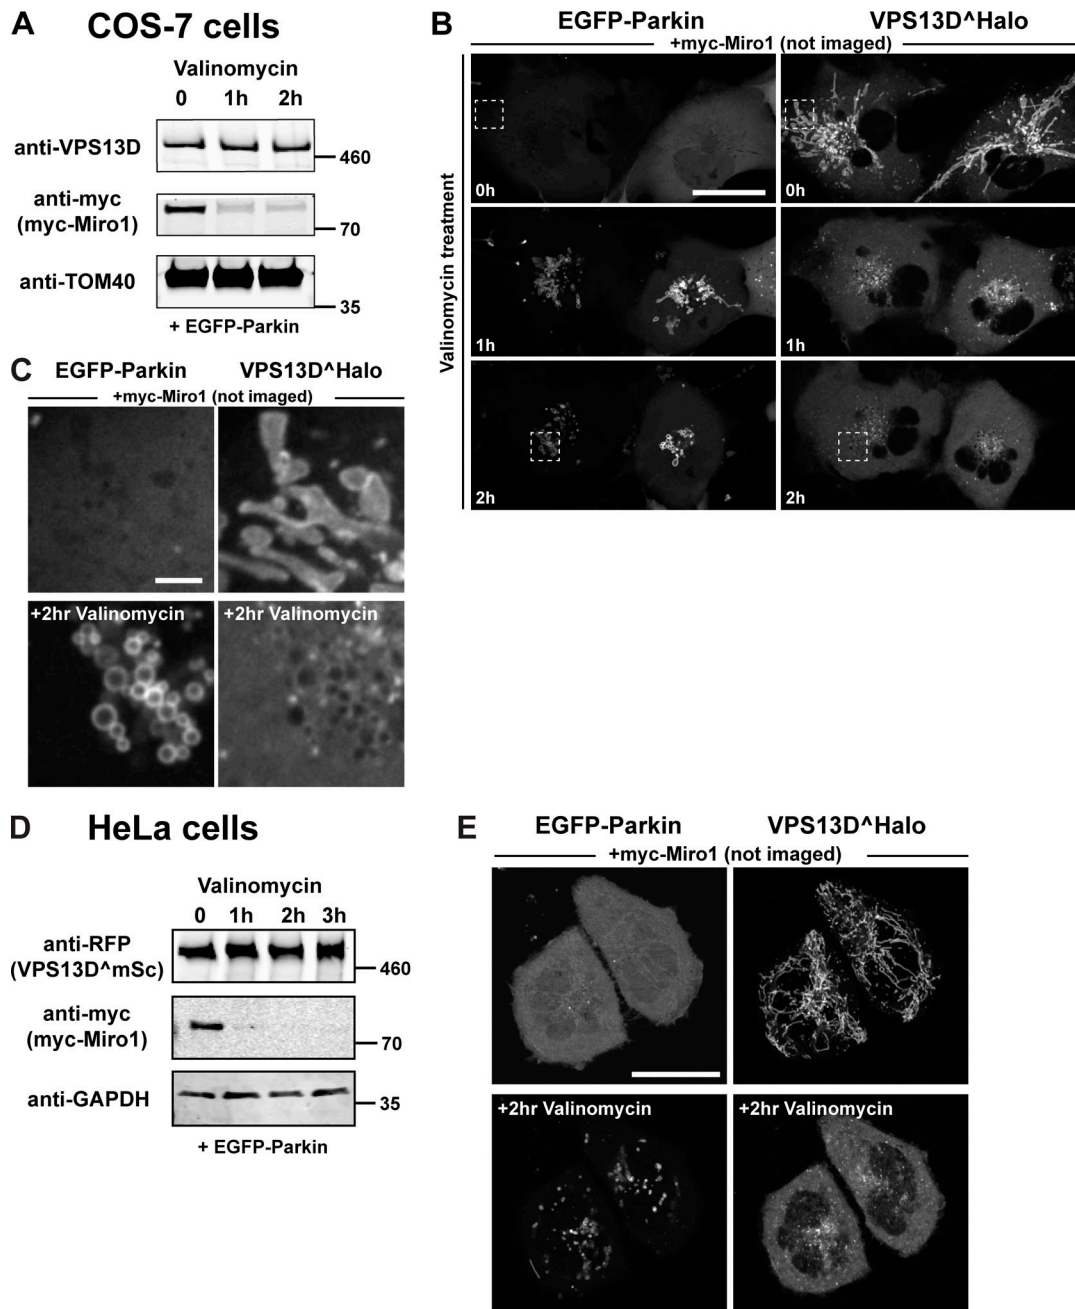 A COS-7 cells
Valinomycin
0 1h 2h
anti-VPS13D
460
anti-myc
(myc-Miro1)
70
anti-TOM40
35
+ EGFP-Parkin
B EGFP-Parkin VPS13D^Halo
+myc-Miro1 (not imaged)
Valinomycin treatment
0h 0h
1h 1h
2h 2h
C EGFP-Parkin VPS13D^Halo
+myc-Miro1 (not imaged)
+2hr Valinomycin +2hr Valinomycin
D HeLa cells
Valinomycin
0 1h 2h 3h
anti-RFP
(VPS13D^mSc)
460
anti-myc
(myc-Miro1)
70
anti-GAPDH
35
+ EGFP-Parkin
E EGFP-Parkin VPS13D^Halo
+myc-Miro1 (not imaged)
+2hr Valinomycin +2hr Valinomycin